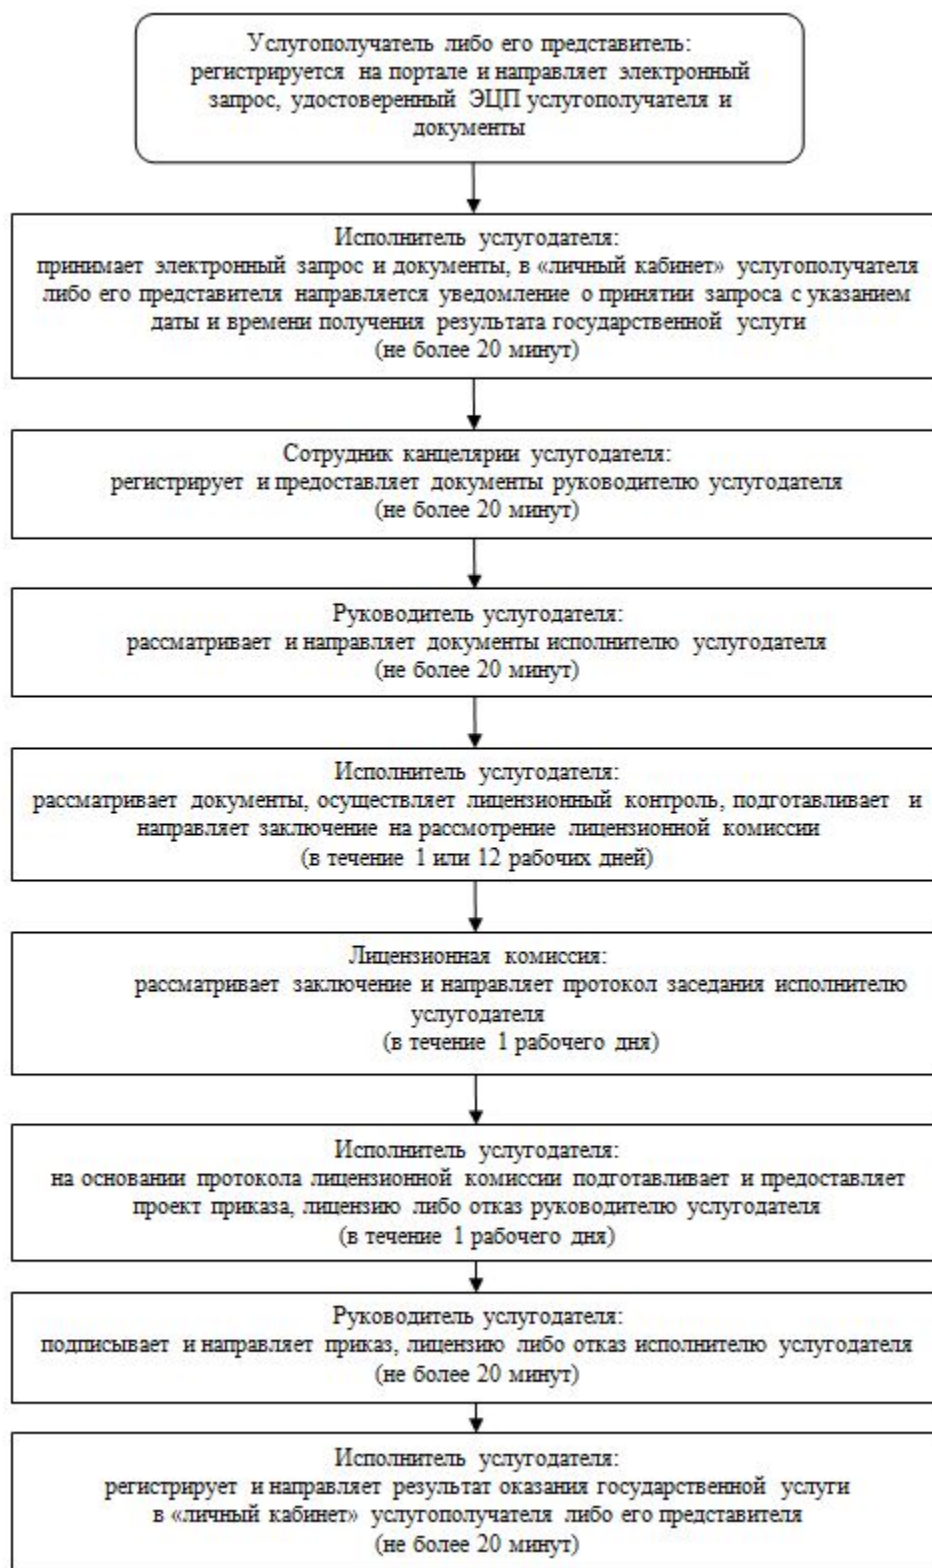 Услугополучатель либо его представитель:
регистрируется на портале и направляет электронный
запрос, удостоверенный ЭЦП услугополучателя и
документы
Исполнитель услугодателя:
принимает электронный запрос и документы, в «личный кабинет» услугополучателя
либо его представителя направляется уведомление о принятии запроса с указанием
даты и времени получения результата государственной услуги
(не более 20 минут)
Сотрудник канцелярии услугодателя:
регистрирует и предоставляет документы руководителю услугодателя
(не более 20 минут)
Руководитель услугодателя:
рассматривает и направляет документы исполнителю услугодателя
(не более 20 минут)
Исполнитель услугодателя:
рассматривает документы, осуществляет лицензионный контроль, подготавливает и
направляет заключение на рассмотрение лицензионной комиссии
(в течение 1 или 12 рабочих дней)
Лицензионная комиссия:
рассматривает заключение и направляет протокол заседания исполнителю
услугодателя
(в течение 1 рабочего дня)
Исполнитель услугодателя:
на основании протокола лицензионной комиссии подготавливает и предоставляет
проект приказа, лицензию либо отказ руководителю услугодателя
(в течение 1 рабочего дня)
Руководитель услугодателя:
подписывает и направляет приказ, лицензию либо отказ исполнителю услугодателя
(не более 20 минут)
Исполнитель услугодателя:
регистрирует и направляет результат оказания государственной услуги
в «личный кабинет» услугополучателя либо его представителя
(не более 20 минут)